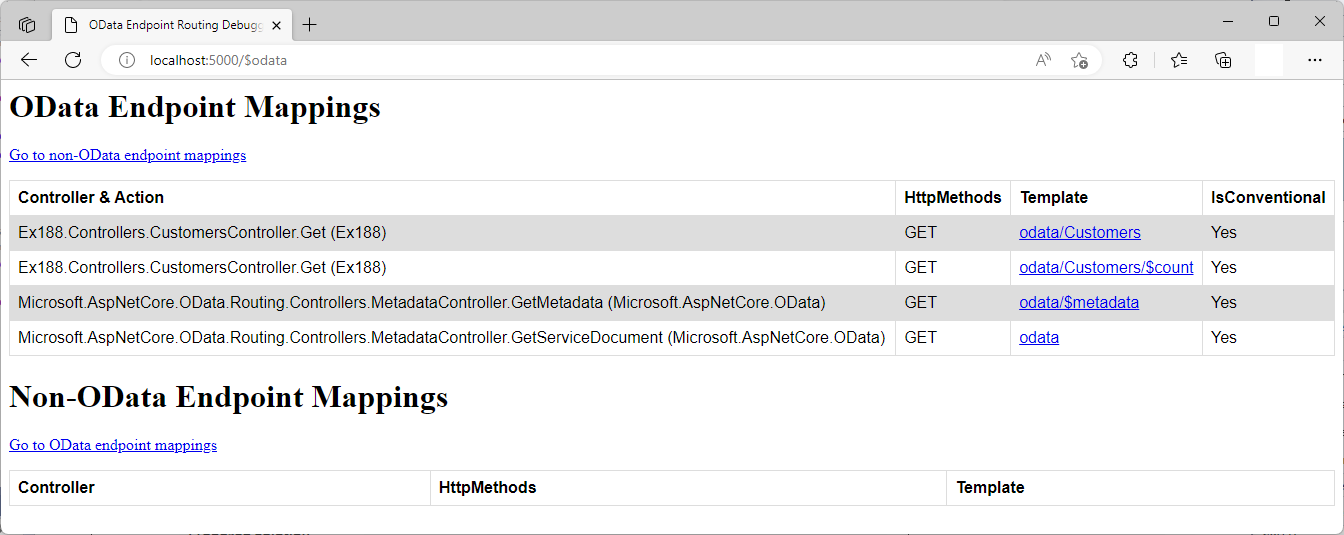 OData Endpoint Routing Debugg
localhost:5000/$odata
OData Endpoint Mappings
Go to non-OData endpoint mappings
Controller & Action HttpMethods Template IsConventional
Ex188.Controllers.CustomersController.Get (Ex188) GET odata/Customers Yes
Ex188.Controllers.CustomersController.Get (Ex188) GET odata/Customers/$count Yes
Microsoft.AspNetCore.OData.Routing.Controllers.MetadataController.GetMetadata (Microsoft.AspNetCore.OData) GET odata/$metadata Yes
Microsoft.AspNetCore.OData.Routing.Controllers.MetadataController.GetServiceDocument (Microsoft.AspNetCore.OData) GET odata Yes
Non-OData Endpoint Mappings
Go to OData endpoint mappings
Controller HttpMethods Template